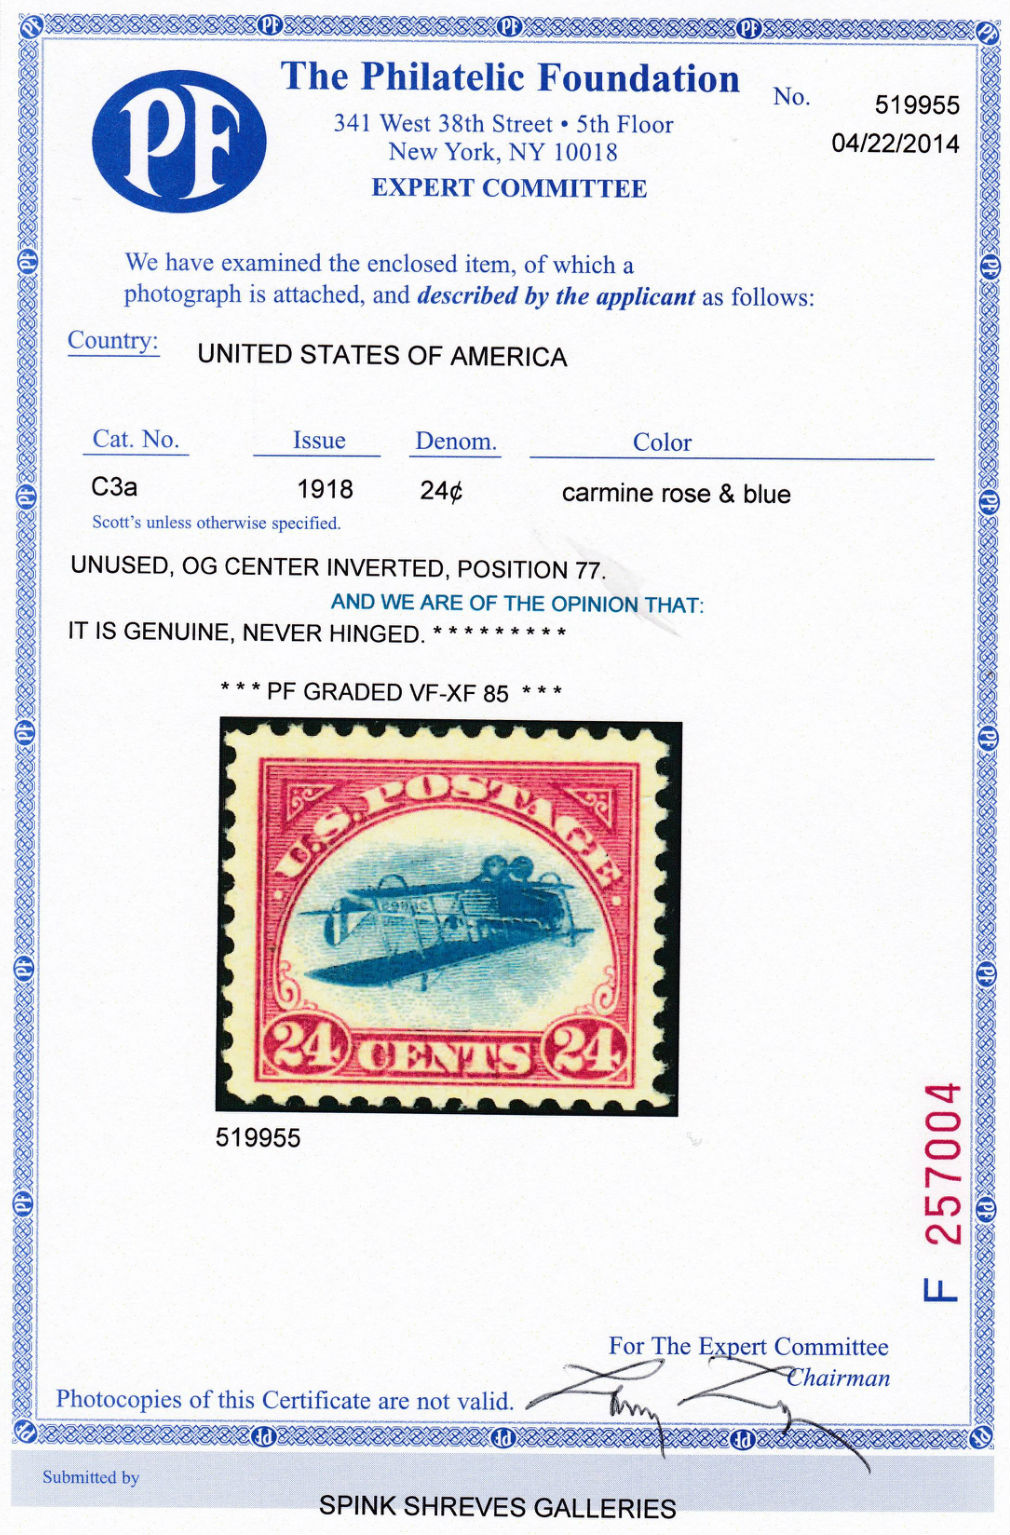 PF
The Philatelic Foundation
No. 519955
341 West 38th Street • 5th Floor
04/22/2014
New York, NY 10018
EXPERT COMMITTEE
We have examined the enclosed item, of which a
photograph is attached, and described by the applicant as follows:
Country: UNITED STATES OF AMERICA
Cat. No. Issue Denom. Color
C3a 1918 24¢ carmine rose & blue
Scott's unless otherwise specified.
UNUSED, OG CENTER INVERTED, POSITION 77.
AND WE ARE OF THE OPINION THAT:
IT IS GENUINE, NEVER HINGED. * * * * * * * * *
* * * PF GRADED VF-XF 85 * * *
U.S. POSTAGE
24 CENTS 24
519955
F 257004
For The Expert Committee
Chairman
Photocopies of this Certificate are not valid.
Submitted by
SPINK SHREVES GALLERIES